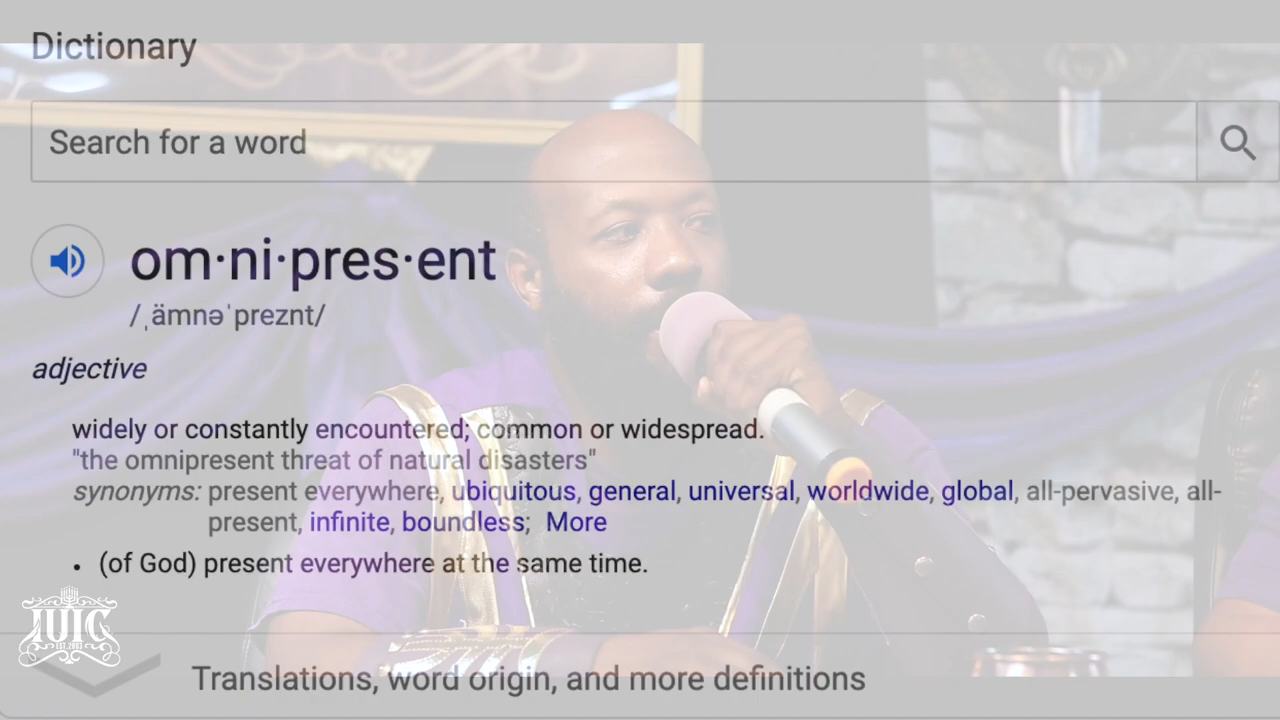 Dictionary
Search for a word
om·ni·pres·ent
/ˌämnəˈpreznt/
adjective
widely or constantly encountered; common or widespread.
"the omnipresent threat of natural disasters"
synonyms: present everywhere, ubiquitous, general, universal, worldwide, global, all-pervasive, all-
present, infinite, boundless; More
• (of God) present everywhere at the same time.
IUIC
EST. 2003
Translations, word origin, and more definitions